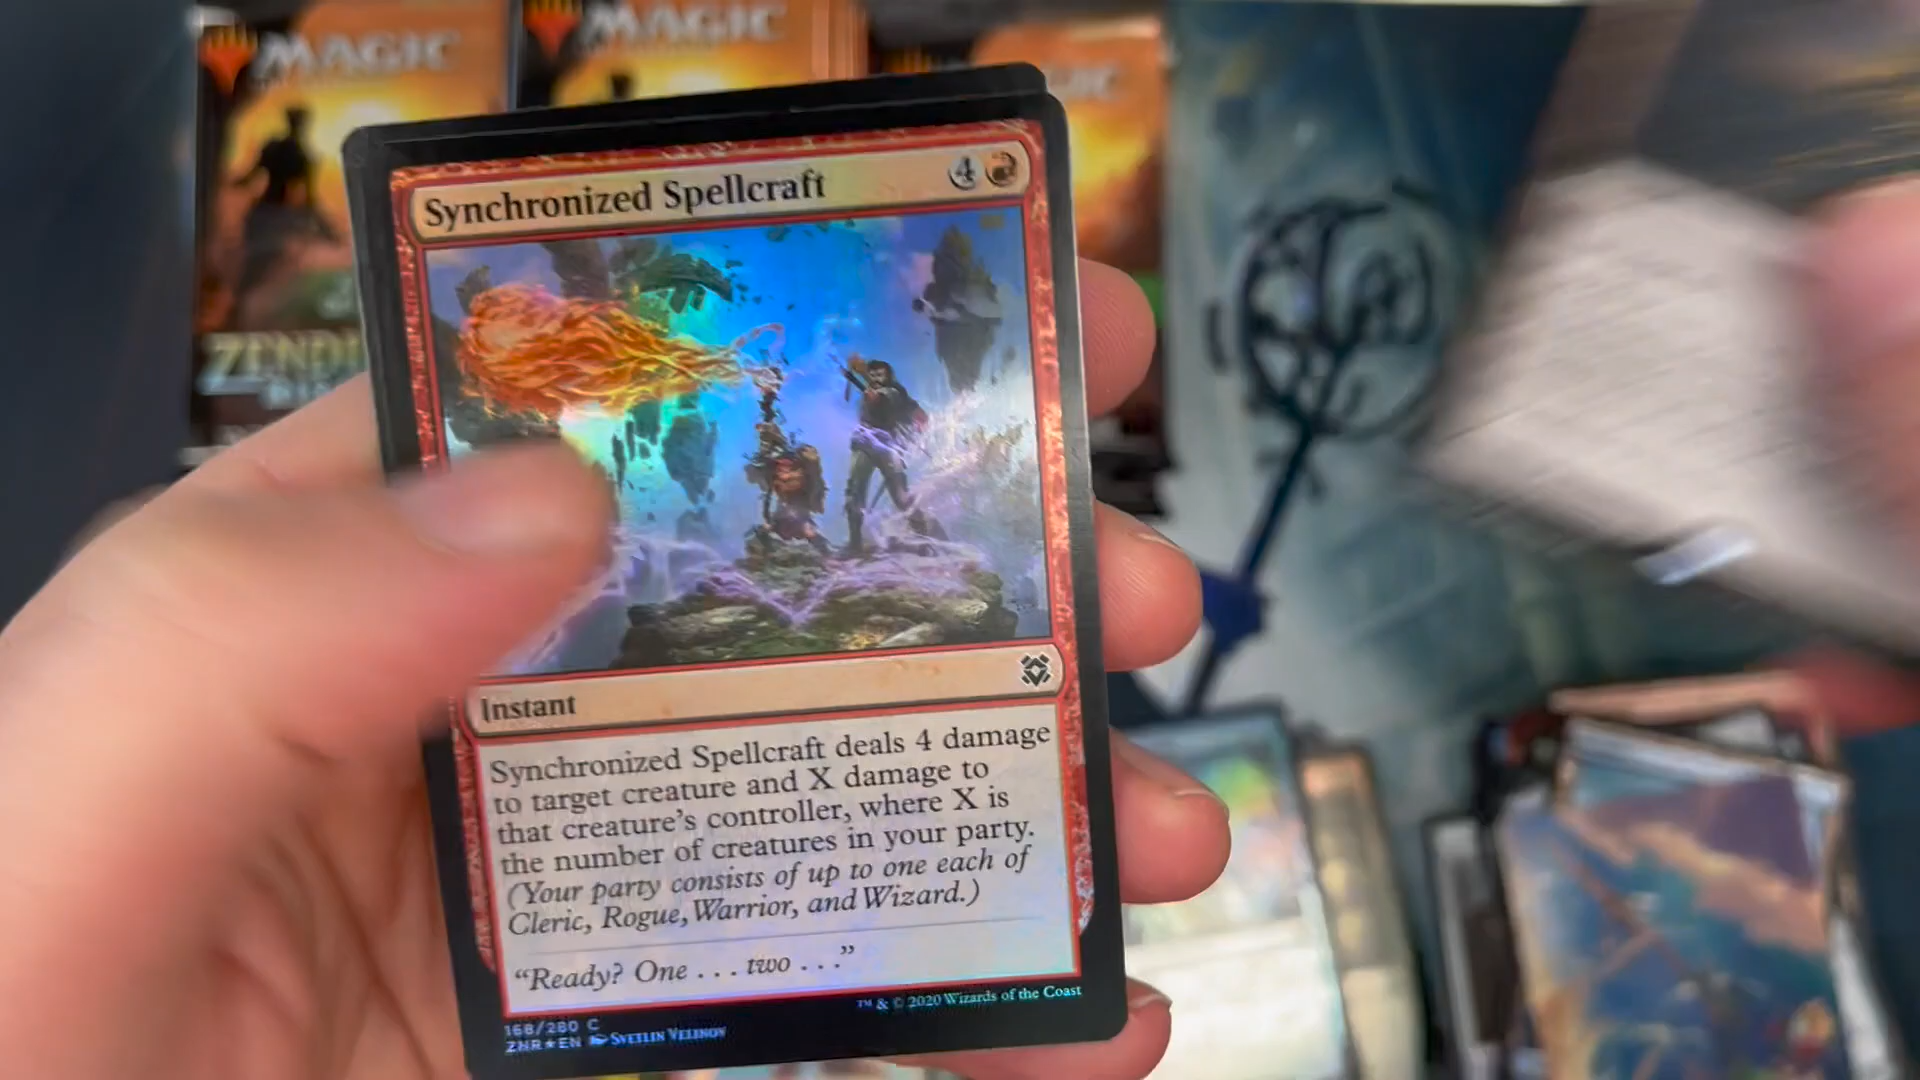 MAGIC
MAGIC
GIC
ZENDI
Synchronized Spellcraft 4
Instant
Synchronized Spellcraft deals 4 damage
to target creature and X damage to
that creature's controller, where X is
the number of creatures in your party.
(Your party consists of up to one each of
Cleric, Rogue, Warrior, and Wizard.)
"Ready? One . . . two . . ."
™ & © 2020 Wizards of the Coast
168/280 C
ZNR★EN Svetlin Velinov